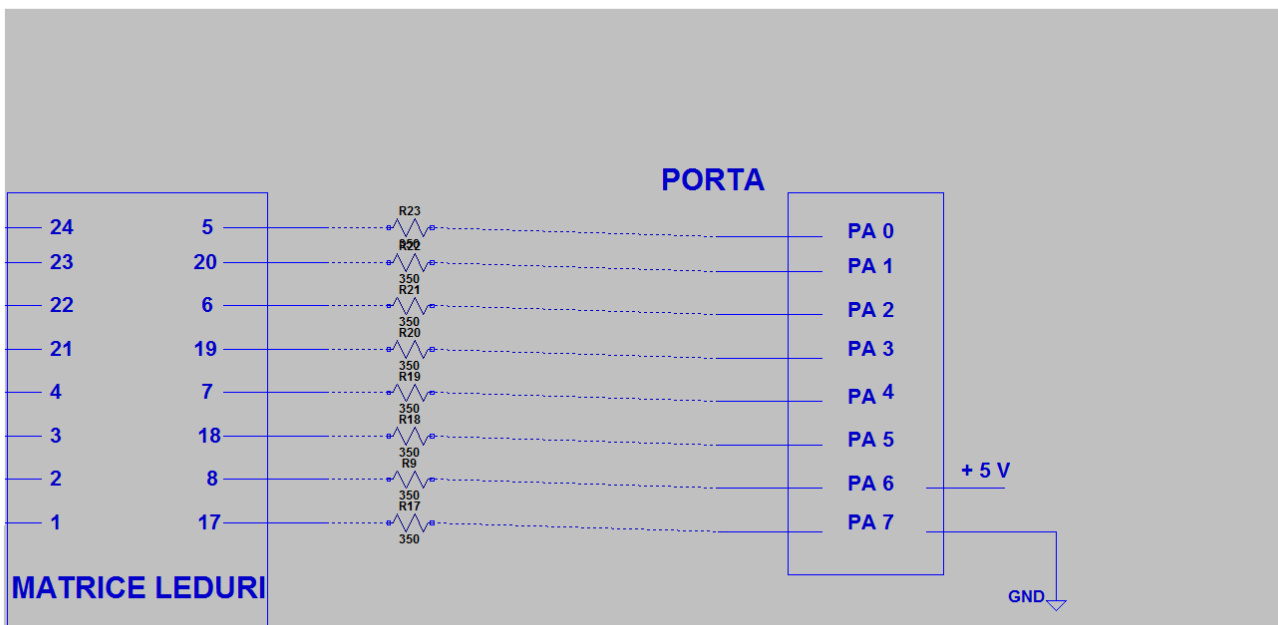 PORTA
R23
24 5 PA 0
350
R22
23 20 PA 1
350
R21
22 6 PA 2
350
R20
21 19 PA 3
350
R19
4 7 PA 4
350
R18
3 18 PA 5
350
R9
+ 5 V
2 8 PA 6
350
R17
1 17 PA 7
350
MATRICE LEDURI
GND